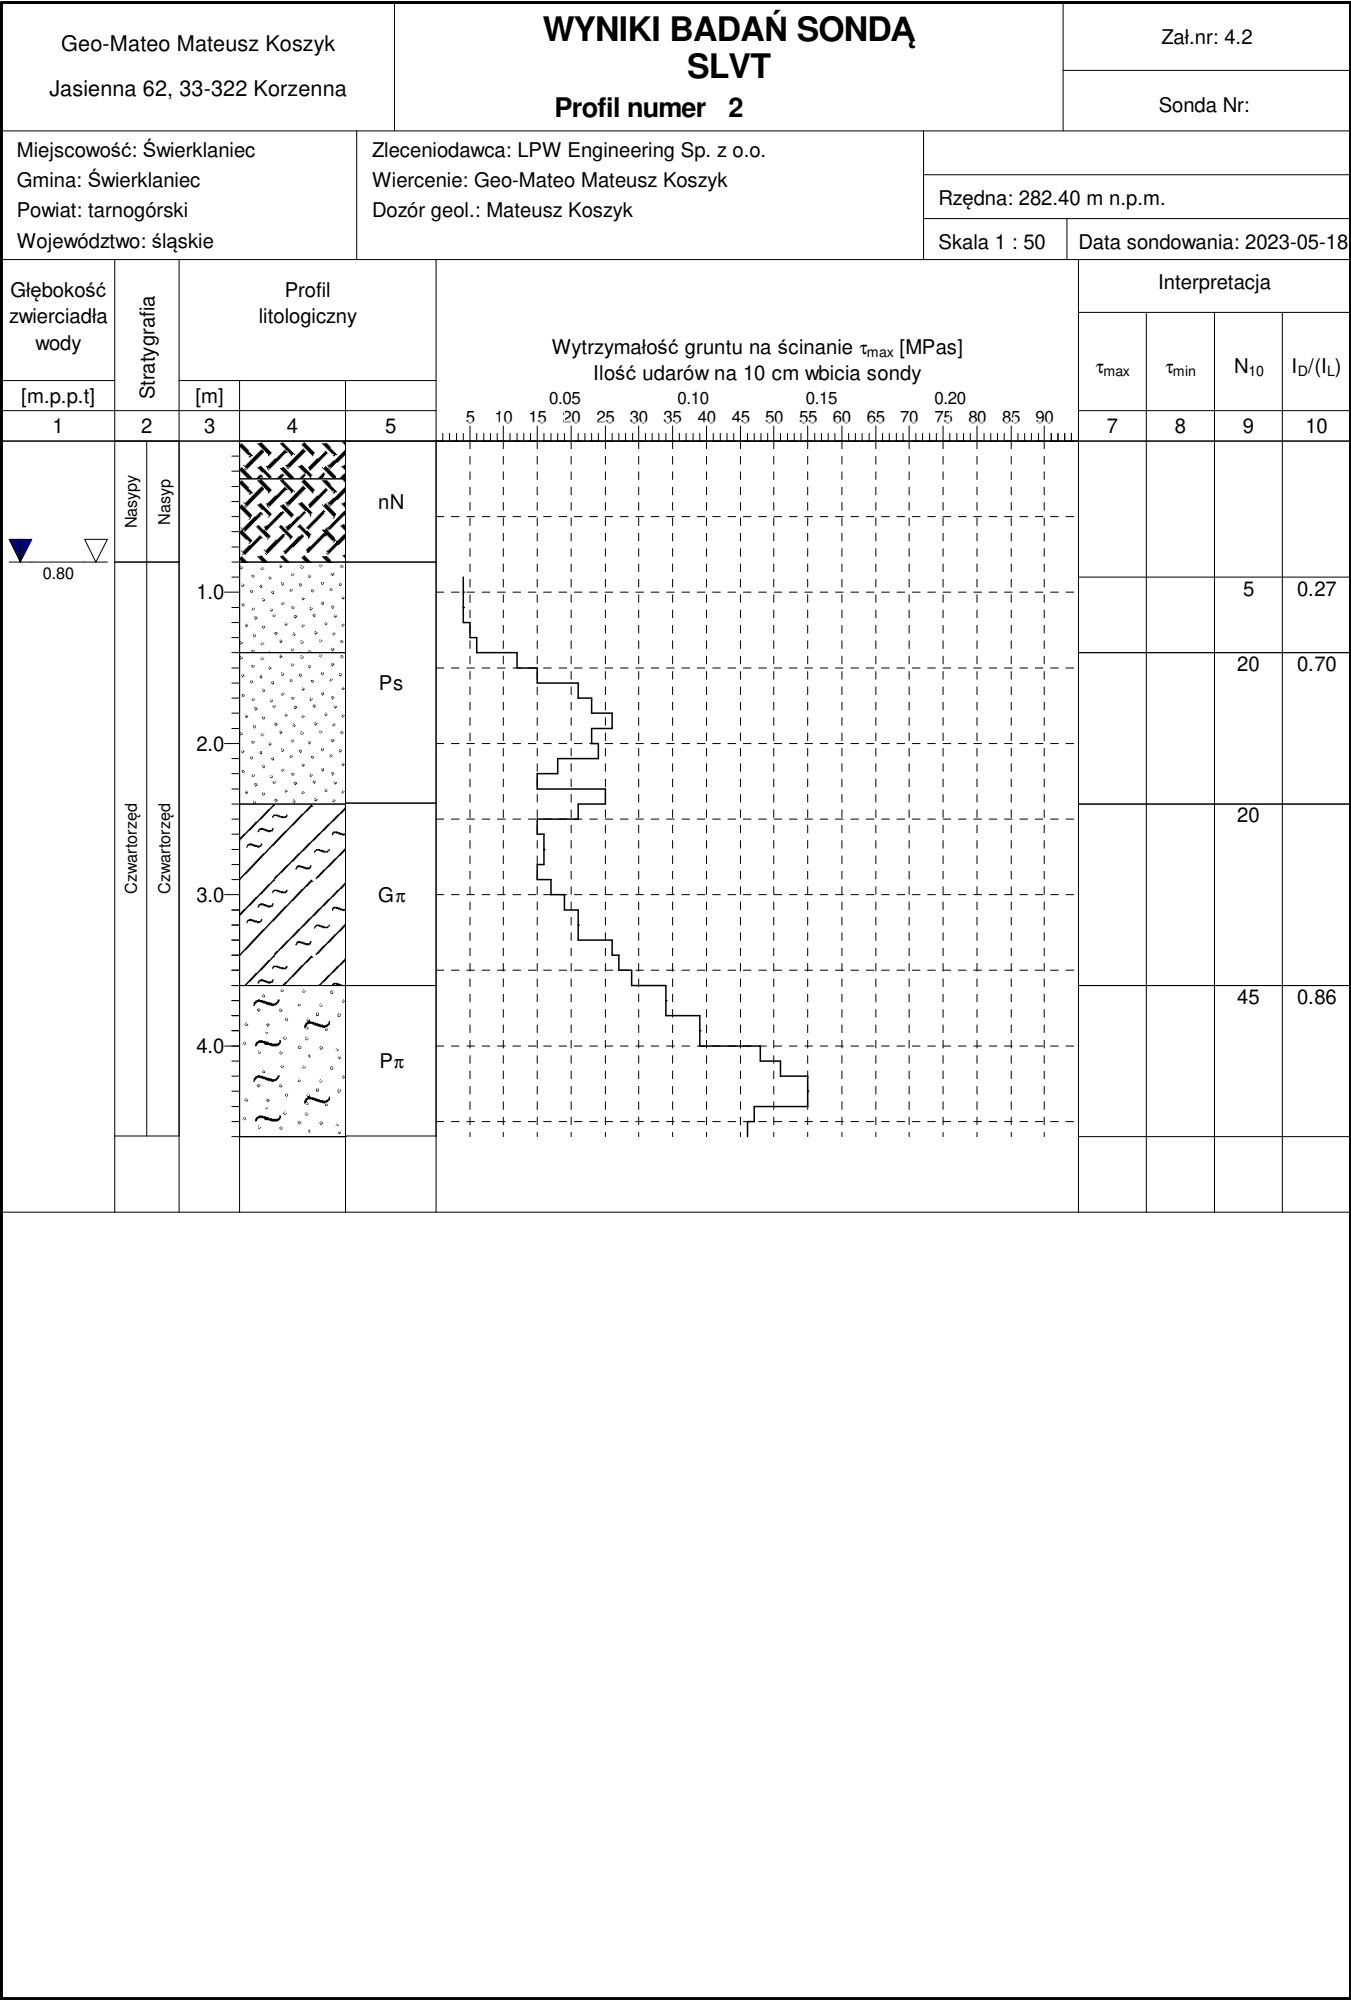 Geo-Mateo Mateusz Koszyk
Jasienna 62, 33-322 Korzenna
WYNIKI BADAŃ SONDĄ
SLVT
Profil numer 2
Zał.nr: 4.2
Sonda Nr:
Miejscowość: Świerklaniec
Gmina: Świerklaniec
Powiat: tarnogórski
Województwo: śląskie
Zleceniodawca: LPW Engineering Sp. z o.o.
Wiercenie: Geo-Mateo Mateusz Koszyk
Dozór geol.: Mateusz Koszyk
Rzędna: 282.40 m n.p.m.
Skala 1 : 50
Data sondowania: 2023-05-18
Głębokość
zwierciadła
wody
[m.p.p.t]
Stratygrafia
Profil
litologiczny
[m]
Wytrzymałość gruntu na ścinanie τmax [MPas]
Ilość udarów na 10 cm wbicia sondy
0.05 0.10 0.15 0.20
5 10 15 20 25 30 35 40 45 50 55 60 65 70 75 80 85 90
Interpretacja
τmax τmin N10 ID/(IL)
1 2 3 4 5 7 8 9 10
Nasypy
Nasyp
nN
0.80
1.0
5 0.27
Ps
20 0.70
2.0
Czwartorzęd
Czwartorzęd
20
3.0
Gπ
45 0.86
4.0
Pπ